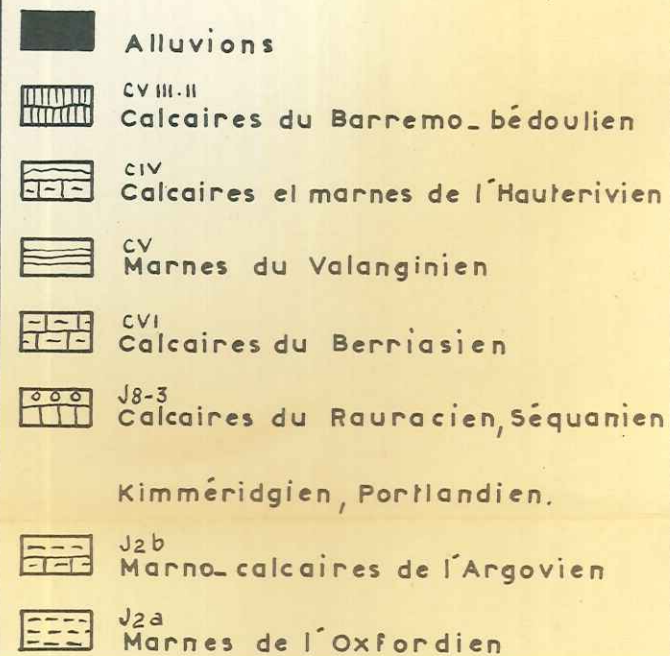 Alluvions
CV III.II
Calcaires du Barremo_bédoulien
CIV
Calcaires et marnes de l'Hauterivien
CV
Marnes du Valanginien
CVI
Calcaires du Berriasien
J8-3
Calcaires du Rauracien, Séquanien
Kimméridgien, Portlandien.
J2b
Marno_calcaires de l'Argovien
J2a
Marnes de l'Oxfordien